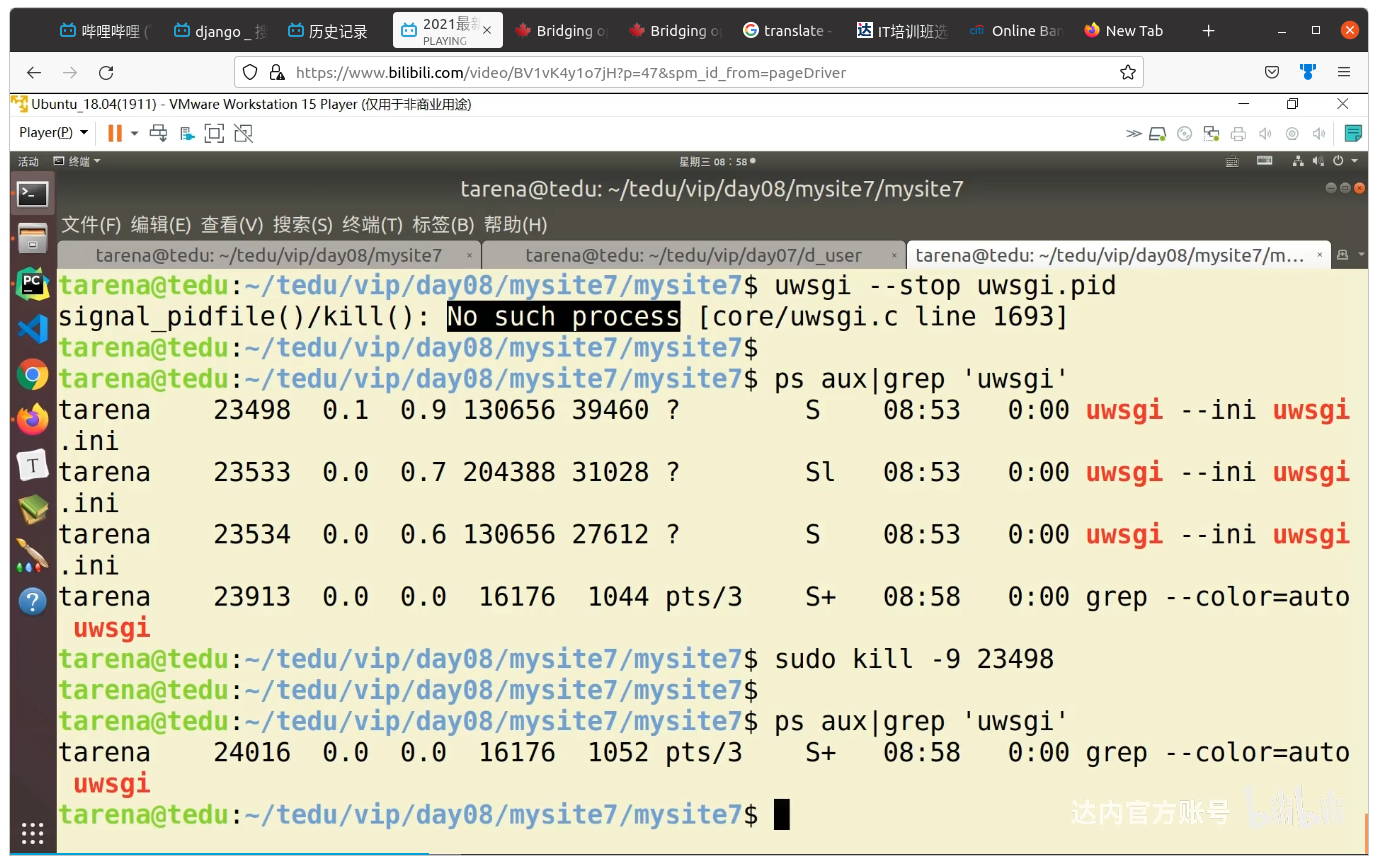 哔哩哔哩 (
django _ 搜
历史记录
2021最新
PLAYING
Bridging o
Bridging o
translate -
IT培训班选
Online Ban
New Tab
https://www.bilibili.com/video/BV1vK4y1o7jH?p=47&spm_id_from=pageDriver
Ubuntu_18.04(1911) - VMware Workstation 15 Player (仅用于非商业用途)
Player(P)
活动 终端 星期三 08：58
tarena@tedu: ~/tedu/vip/day08/mysite7/mysite7
文件(F) 编辑(E) 查看(V) 搜索(S) 终端(T) 标签(B) 帮助(H)
tarena@tedu: ~/tedu/vip/day08/mysite7 × tarena@tedu: ~/tedu/vip/day07/d_user × tarena@tedu: ~/tedu/vip/day08/mysite7/m... ×
tarena@tedu:~/tedu/vip/day08/mysite7/mysite7$ uwsgi --stop uwsgi.pid
signal_pidfile()/kill(): No such process [core/uwsgi.c line 1693]
tarena@tedu:~/tedu/vip/day08/mysite7/mysite7$
tarena@tedu:~/tedu/vip/day08/mysite7/mysite7$ ps aux|grep 'uwsgi'
tarena 23498 0.1 0.9 130656 39460 ? S 08:53 0:00 uwsgi --ini uwsgi
.ini
tarena 23533 0.0 0.7 204388 31028 ? Sl 08:53 0:00 uwsgi --ini uwsgi
.ini
tarena 23534 0.0 0.6 130656 27612 ? S 08:53 0:00 uwsgi --ini uwsgi
.ini
tarena 23913 0.0 0.0 16176 1044 pts/3 S+ 08:58 0:00 grep --color=auto
uwsgi
tarena@tedu:~/tedu/vip/day08/mysite7/mysite7$ sudo kill -9 23498
tarena@tedu:~/tedu/vip/day08/mysite7/mysite7$
tarena@tedu:~/tedu/vip/day08/mysite7/mysite7$ ps aux|grep 'uwsgi'
tarena 24016 0.0 0.0 16176 1052 pts/3 S+ 08:58 0:00 grep --color=auto
uwsgi
tarena@tedu:~/tedu/vip/day08/mysite7/mysite7$
达内官方账号 bilibili